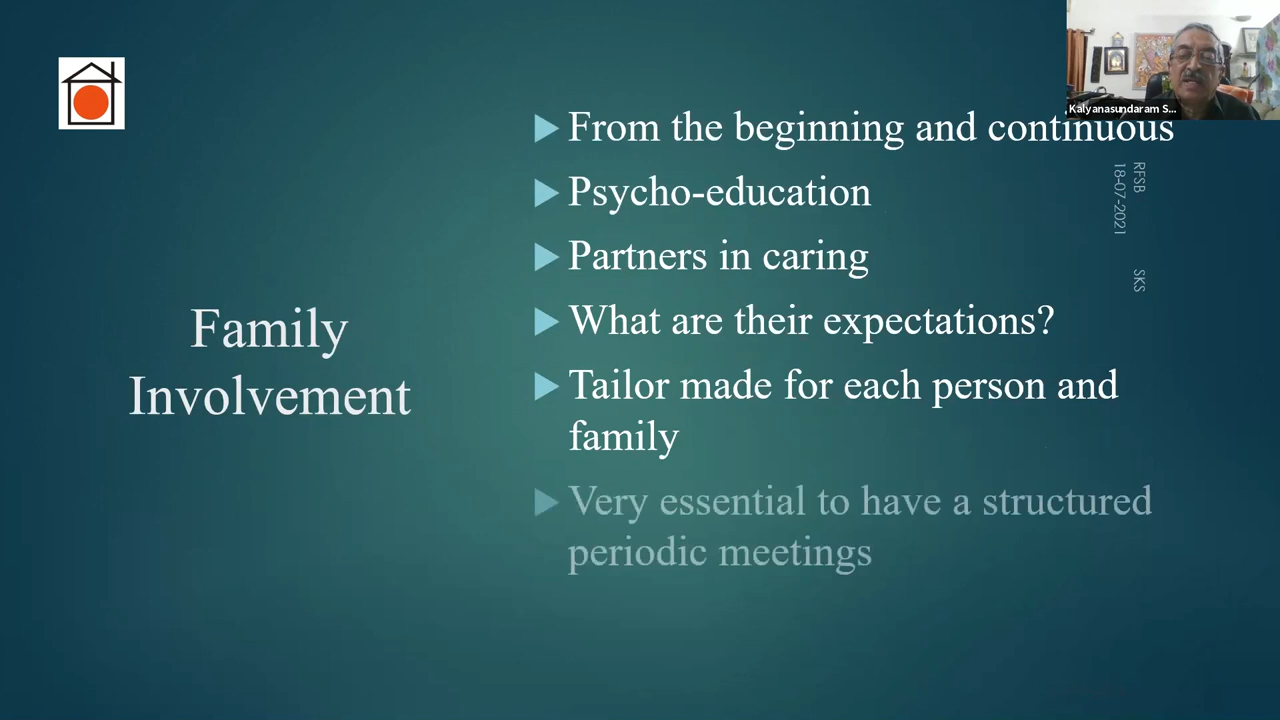 Kalyanasundaram S...
From the beginning and continuous
Psycho-education
Partners in caring
What are their expectations?
Tailor made for each person and
family
Very essential to have a structured
periodic meetings
Family
Involvement
RFSB SKS
18-07-2021